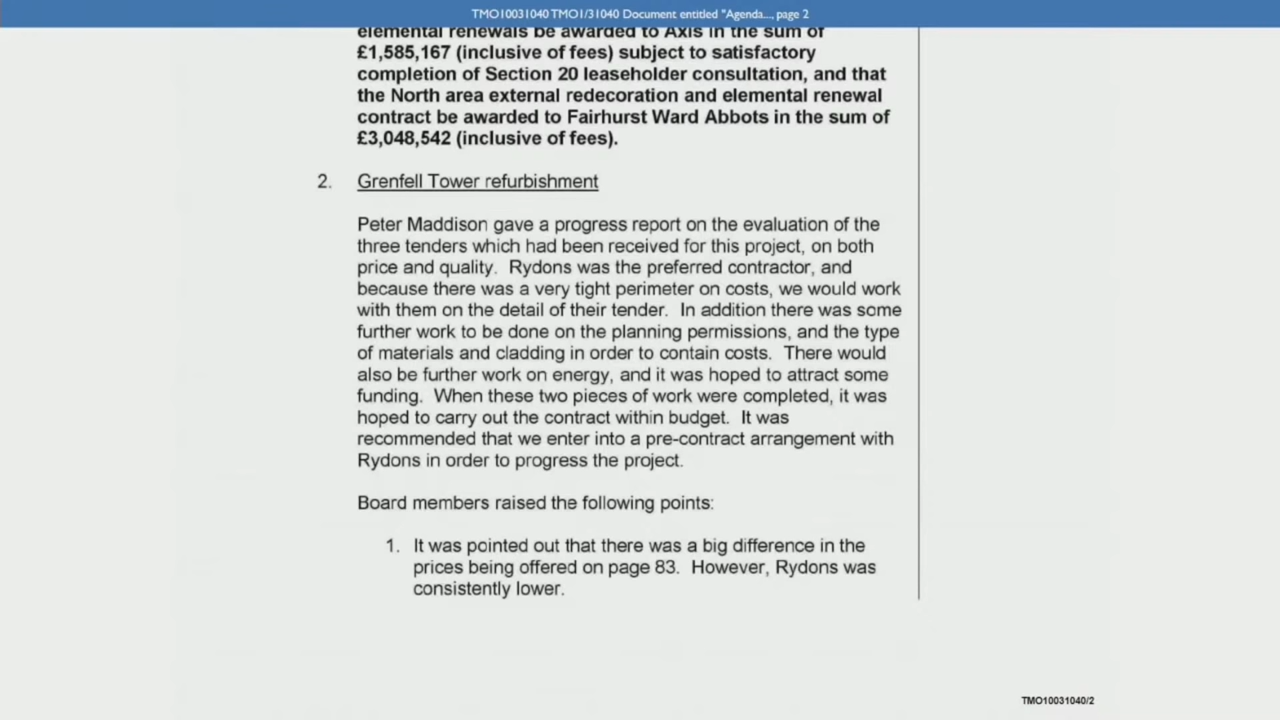 TMO10031040 TMO1/31040 Document entitled "Agenda..., page 2
elemental renewals be awarded to Axis in the sum of
£1,585,167 (inclusive of fees) subject to satisfactory
completion of Section 20 leaseholder consultation, and that
the North area external redecoration and elemental renewal
contract be awarded to Fairhurst Ward Abbots in the sum of
£3,048,542 (inclusive of fees).
2. Grenfell Tower refurbishment
Peter Maddison gave a progress report on the evaluation of the
three tenders which had been received for this project, on both
price and quality. Rydons was the preferred contractor, and
because there was a very tight perimeter on costs, we would work
with them on the detail of their tender. In addition there was some
further work to be done on the planning permissions, and the type
of materials and cladding in order to contain costs. There would
also be further work on energy, and it was hoped to attract some
funding. When these two pieces of work were completed, it was
hoped to carry out the contract within budget. It was
recommended that we enter into a pre-contract arrangement with
Rydons in order to progress the project.
Board members raised the following points:
1. It was pointed out that there was a big difference in the
prices being offered on page 83. However, Rydons was
consistently lower.
TMO10031040/2